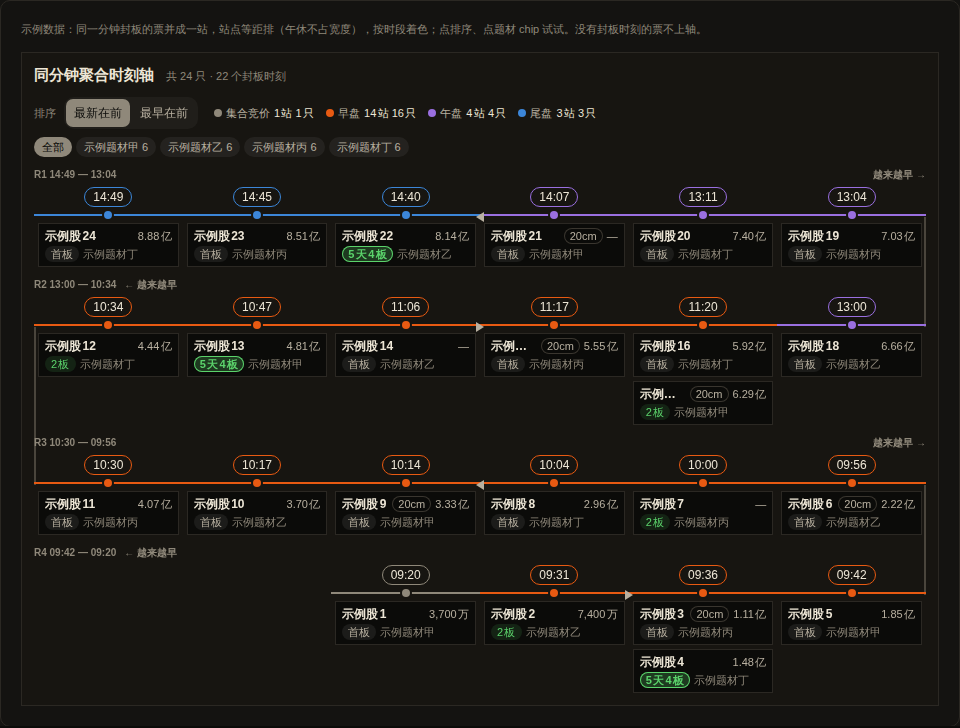 示例数据：同一分钟封板的票并成一站，站点等距排（午休不占宽度），按时段着色；点排序、点题材 chip 试试。没有封板时刻的票不上轴。
同分钟聚合时刻轴 共 24 只 · 22 个封板时刻
排序 最新在前 最早在前 集合竞价 1站 1只 早盘 14站 16只 午盘 4站 4只 尾盘 3站 3只
全部 示例题材甲 6 示例题材乙 6 示例题材丙 6 示例题材丁 6
R1 14:49 — 13:04 越来越早 →
14:49 14:45 14:40 14:07 13:11 13:04
示例股24 8.88亿 示例股23 8.51亿 示例股22 8.14亿 示例股21 20cm — 示例股20 7.40亿 示例股19 7.03亿
首板 示例题材丁 首板 示例题材丙 5天4板 示例题材乙 首板 示例题材甲 首板 示例题材丁 首板 示例题材丙
R2 13:00 — 10:34 ← 越来越早
10:34 10:47 11:06 11:17 11:20 13:00
示例股12 4.44亿 示例股13 4.81亿 示例股14 — 示例… 20cm 5.55亿 示例股16 5.92亿 示例股18 6.66亿
2板 示例题材丁 5天4板 示例题材甲 首板 示例题材乙 首板 示例题材丙 首板 示例题材丁 首板 示例题材乙
示例… 20cm 6.29亿
2板 示例题材甲
R3 10:30 — 09:56 越来越早 →
10:30 10:17 10:14 10:04 10:00 09:56
示例股11 4.07亿 示例股10 3.70亿 示例股9 20cm 3.33亿 示例股8 2.96亿 示例股7 — 示例股6 20cm 2.22亿
首板 示例题材丙 首板 示例题材乙 首板 示例题材甲 首板 示例题材丁 2板 示例题材丙 首板 示例题材乙
R4 09:42 — 09:20 ← 越来越早
09:20 09:31 09:36 09:42
示例股1 3,700万 示例股2 7,400万 示例股3 20cm 1.11亿 示例股5 1.85亿
首板 示例题材甲 2板 示例题材乙 首板 示例题材丙 首板 示例题材甲
示例股4 1.48亿
5天4板 示例题材丁